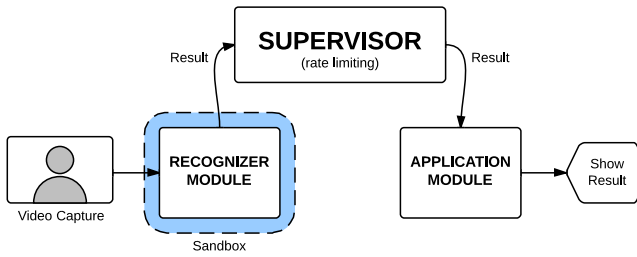 SUPERVISOR
(rate limiting)
Result
Result
RECOGNIZER
MODULE
APPLICATION
MODULE
Show
Result
Video Capture
Sandbox